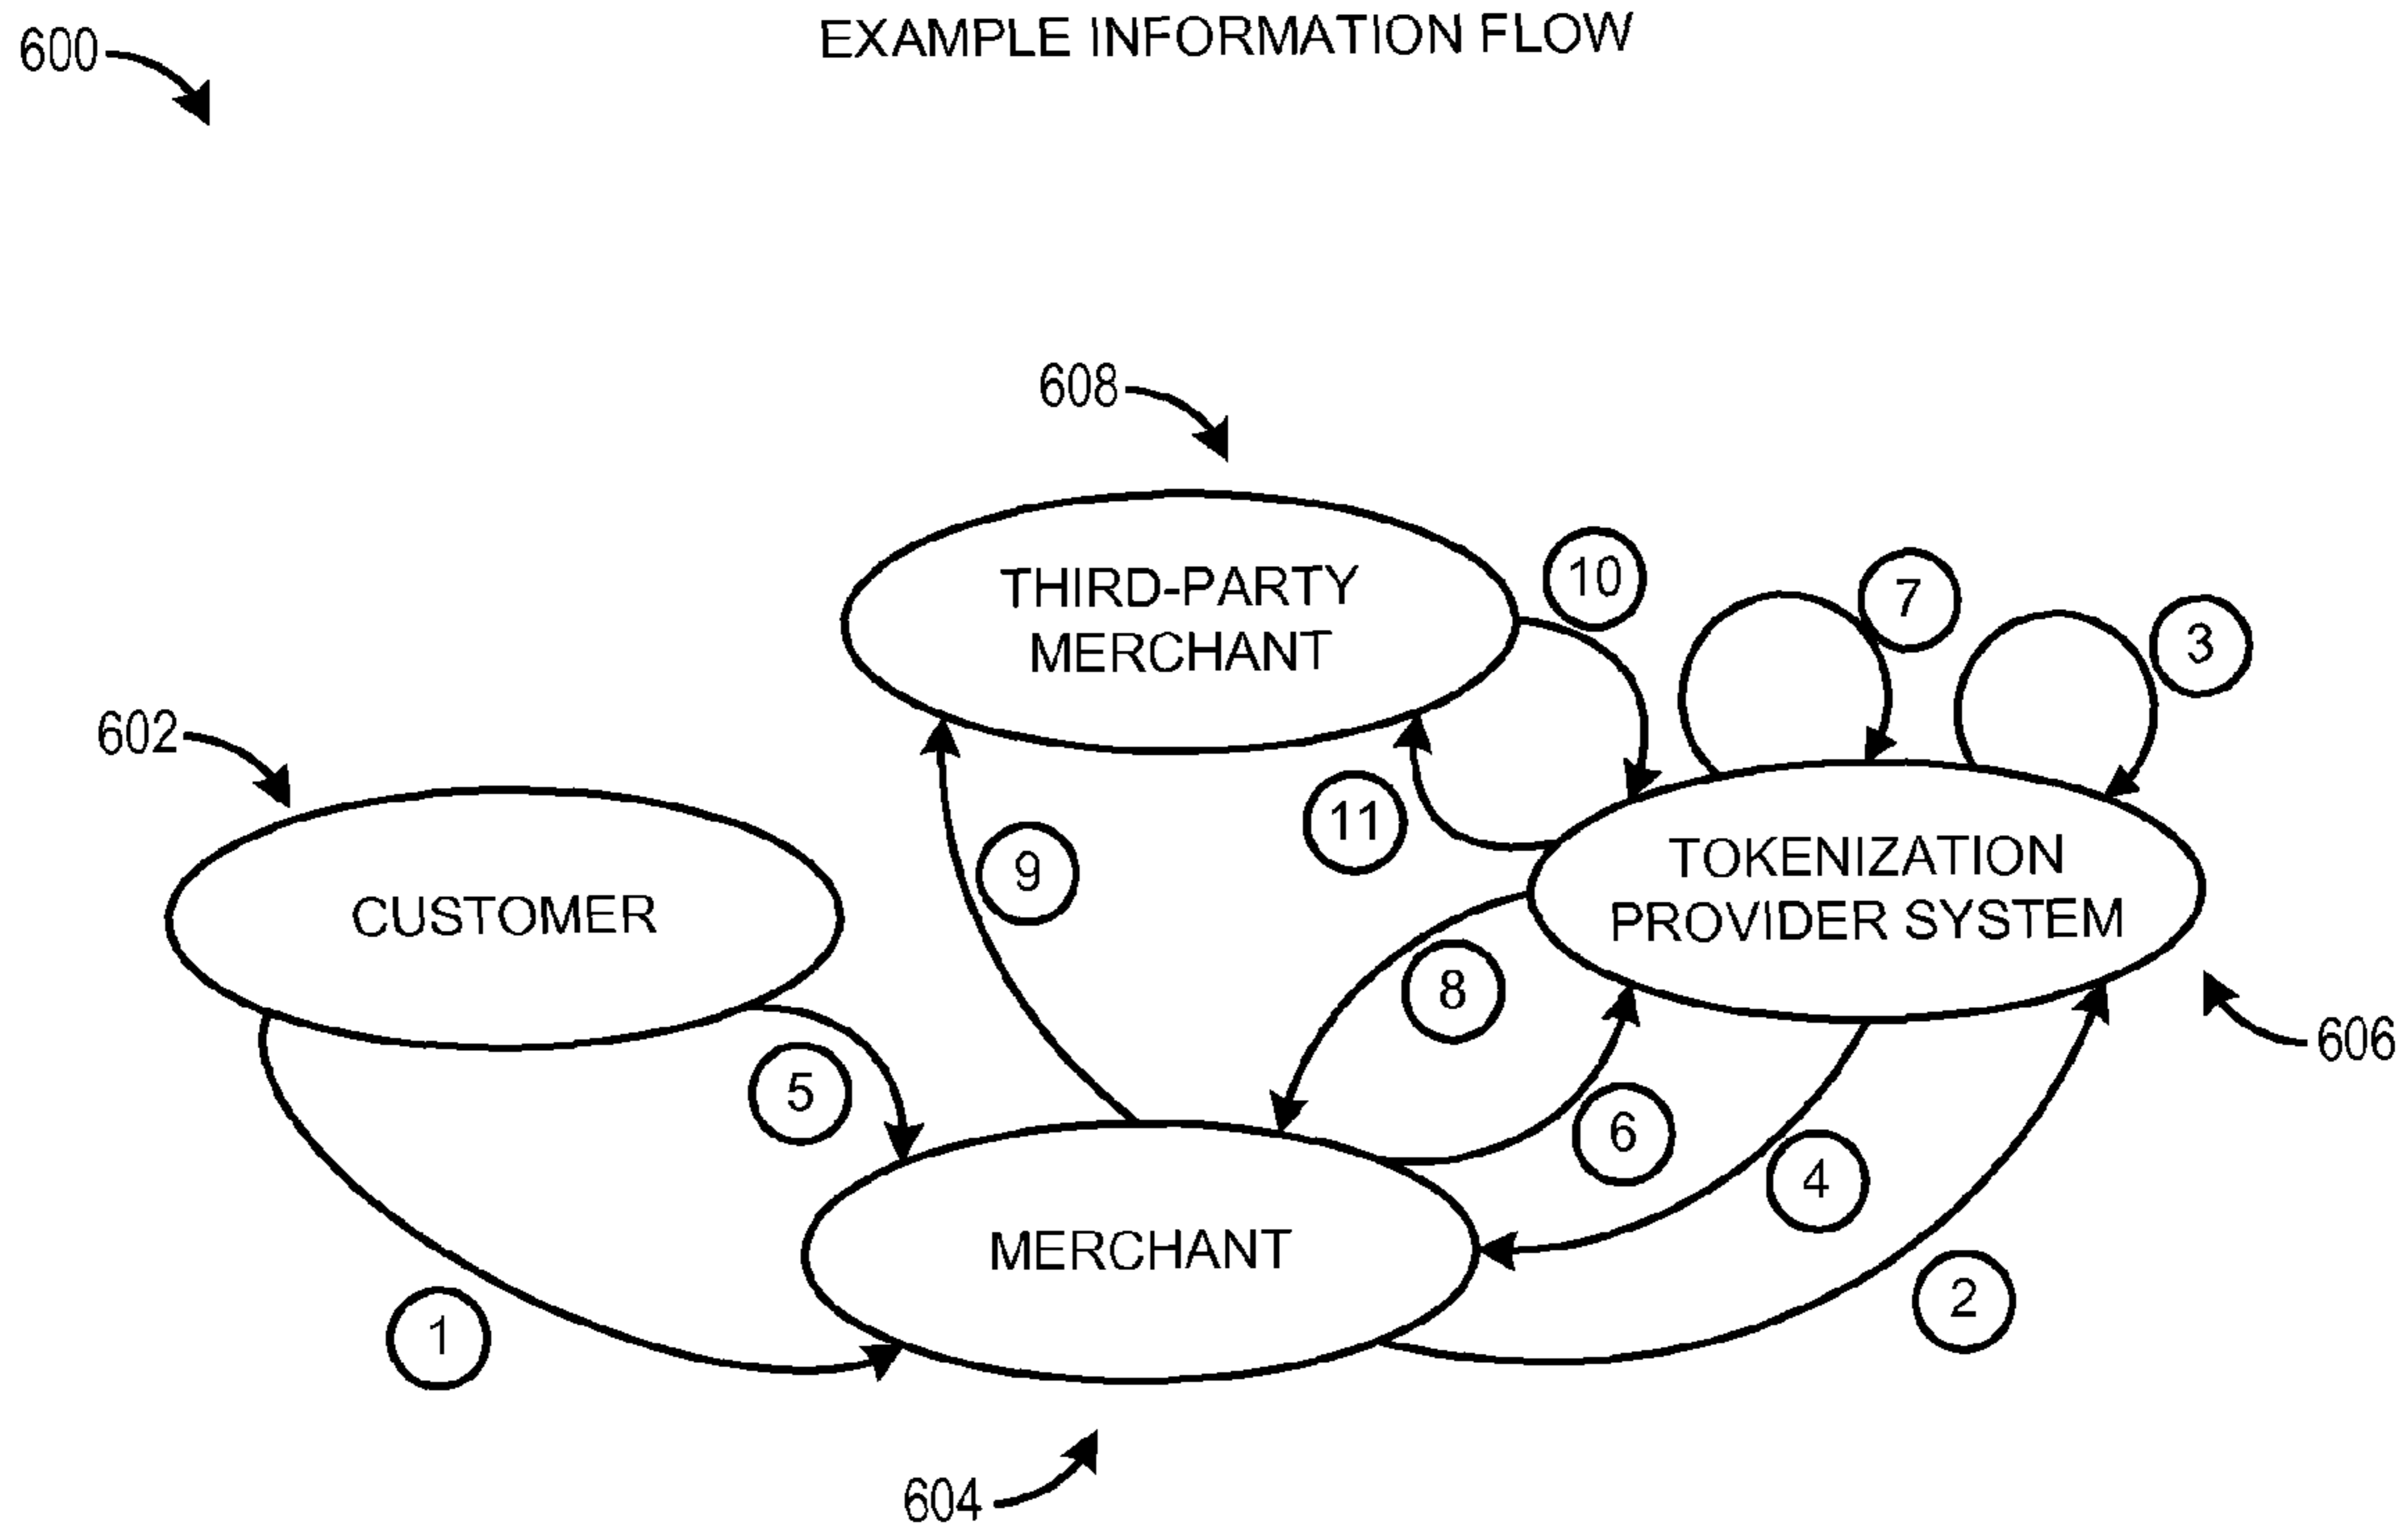 EXAMPLE INFORMATION FLOW
600
608
THIRD-PARTY
MERCHANT
10
7
3
602
11
9
CUSTOMER
TOKENIZATION
PROVIDER SYSTEM
8
606
5
6
4
MERCHANT
2
1
604